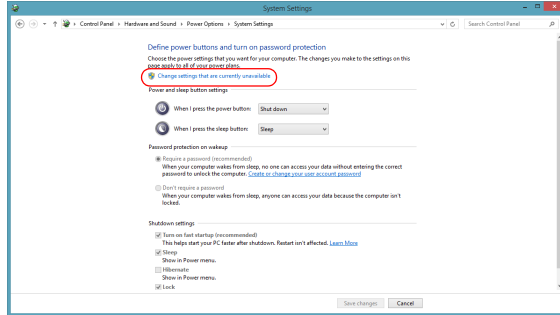 System Settings
Control Panel › Hardware and Sound › Power Options › System Settings
Search Control Panel
Define power buttons and turn on password protection
Choose the power settings that you want for your computer. The changes you make to the settings on this
page apply to all of your power plans.
Change settings that are currently unavailable
Power and sleep button settings
When I press the power button: Shut down
When I press the sleep button: Sleep
Password protection on wakeup
Require a password (recommended)
When your computer wakes from sleep, no one can access your data without entering the correct
password to unlock the computer. Create or change your user account password
Don't require a password
When your computer wakes from sleep, anyone can access your data because the computer isn't
locked.
Shutdown settings
Turn on fast startup (recommended)
This helps start your PC faster after shutdown. Restart isn't affected. Learn More
Sleep
Show in Power menu.
Hibernate
Show in Power menu.
Lock
Save changes Cancel